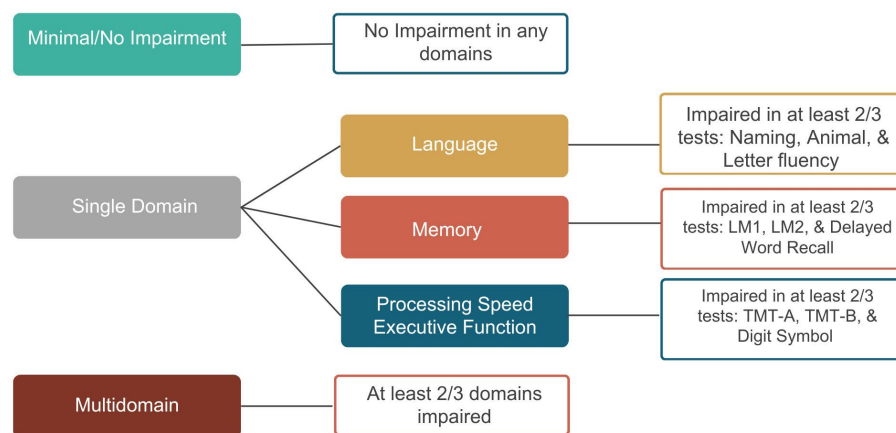 Minimal/No Impairment
No Impairment in any
domains
Single Domain
Language
Impaired in at least 2/3
tests: Naming, Animal, &
Letter fluency
Memory
Impaired in at least 2/3
tests: LM1, LM2, & Delayed
Word Recall
Processing Speed
Executive Function
Impaired in at least 2/3
tests: TMT-A, TMT-B, &
Digit Symbol
Multidomain
At least 2/3 domains
impaired